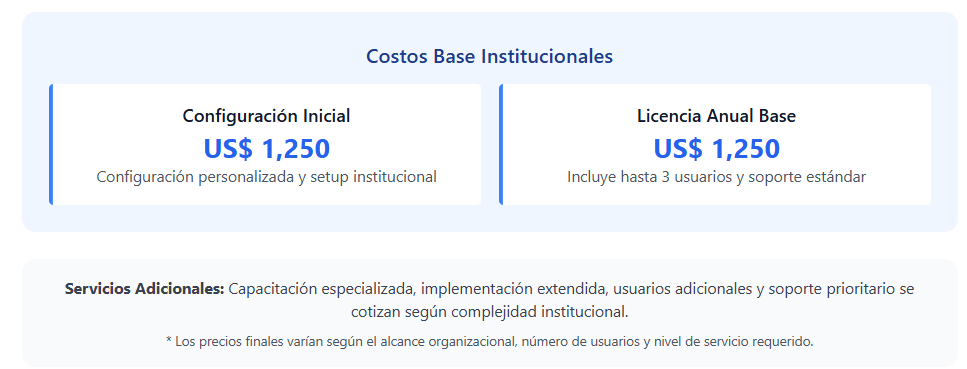 Costos Base Institucionales
Configuración Inicial
US$ 1,250
Configuración personalizada y setup institucional
Licencia Anual Base
US$ 1,250
Incluye hasta 3 usuarios y soporte estándar
Servicios Adicionales: Capacitación especializada, implementación extendida, usuarios adicionales y soporte prioritario se
cotizan según complejidad institucional.
* Los precios finales varían según el alcance organizacional, número de usuarios y nivel de servicio requerido.